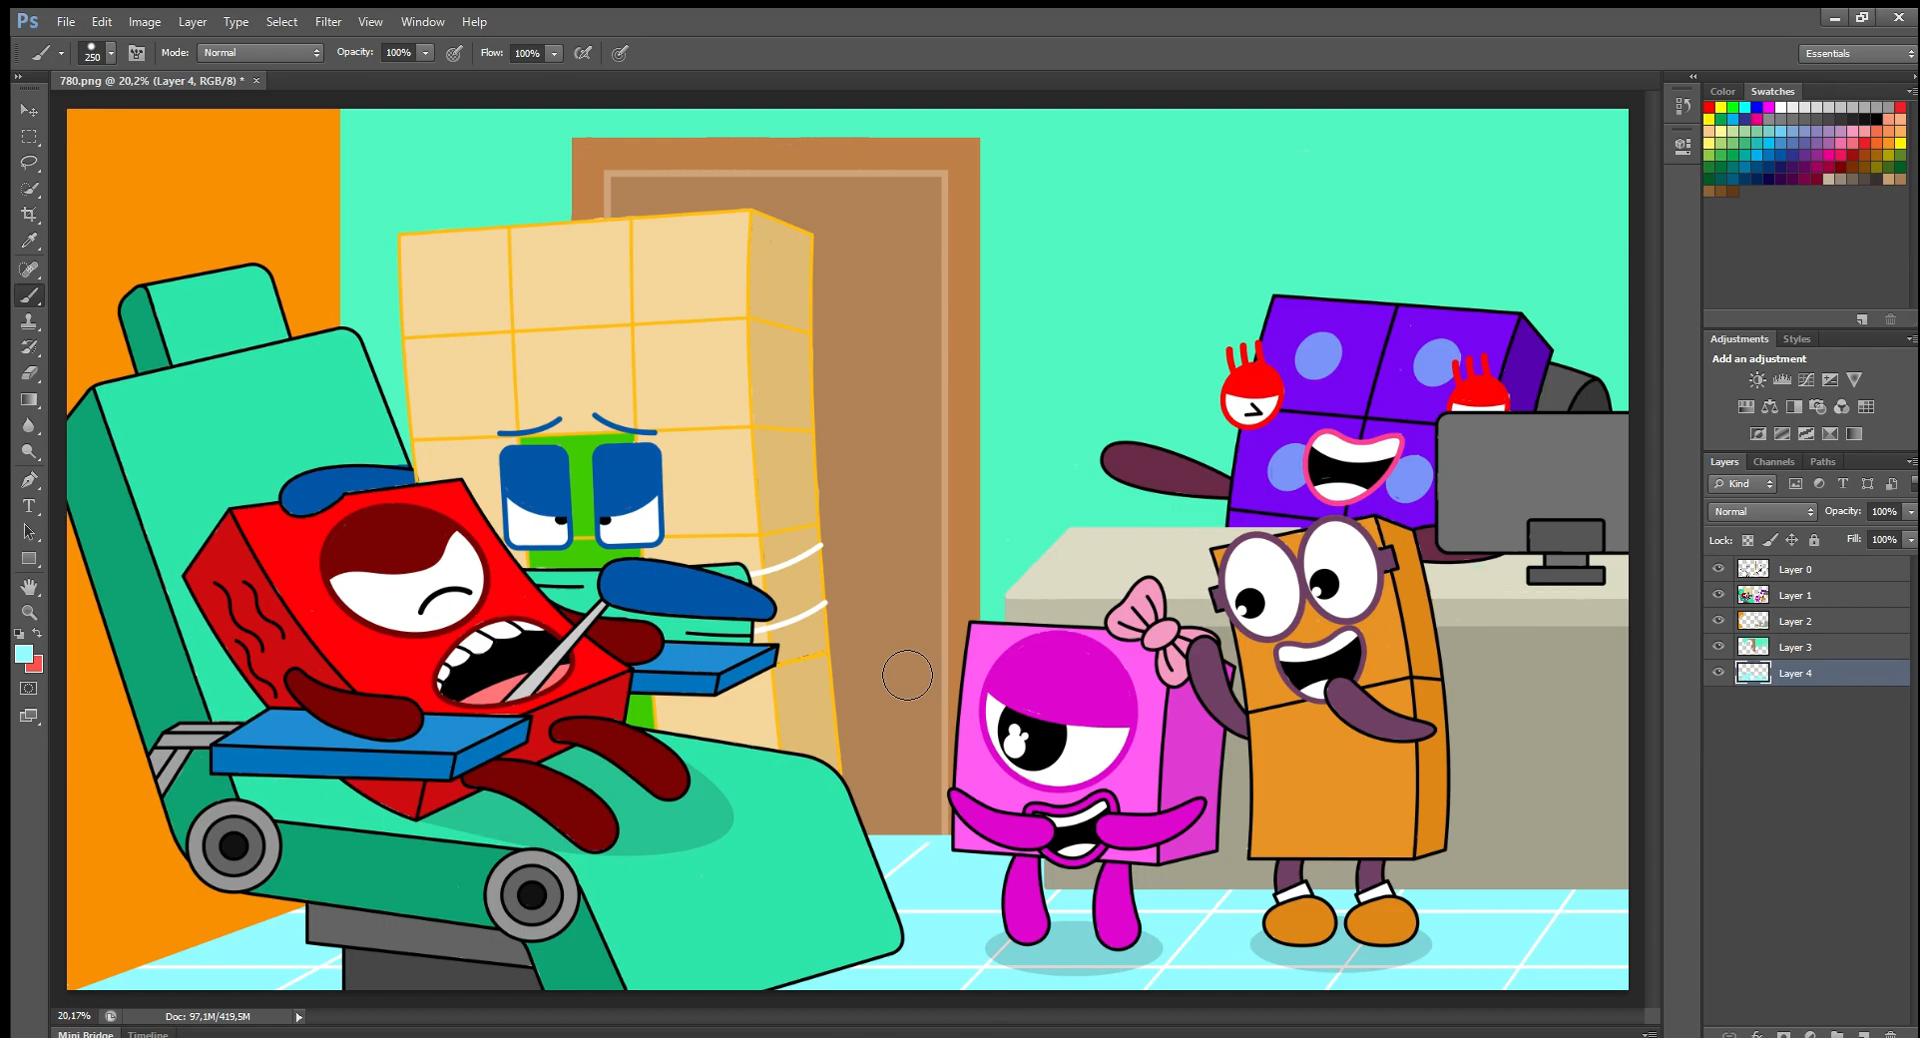 Ps File Edit Image Layer Type Select Filter View Window Help
250 Mode: Normal Opacity: 100% Flow: 100% Essentials
780.png @ 20,2% (Layer 4, RGB/8) * ×
Color Swatches
Adjustments Styles
Add an adjustment
Layers Channels Paths
Kind
Normal Opacity: 100%
Lock: Fill: 100%
Layer 0
Layer 1
Layer 2
Layer 3
Layer 4
20,17% Doc: 97,1M/419,5M
Mini Bridge Timeline